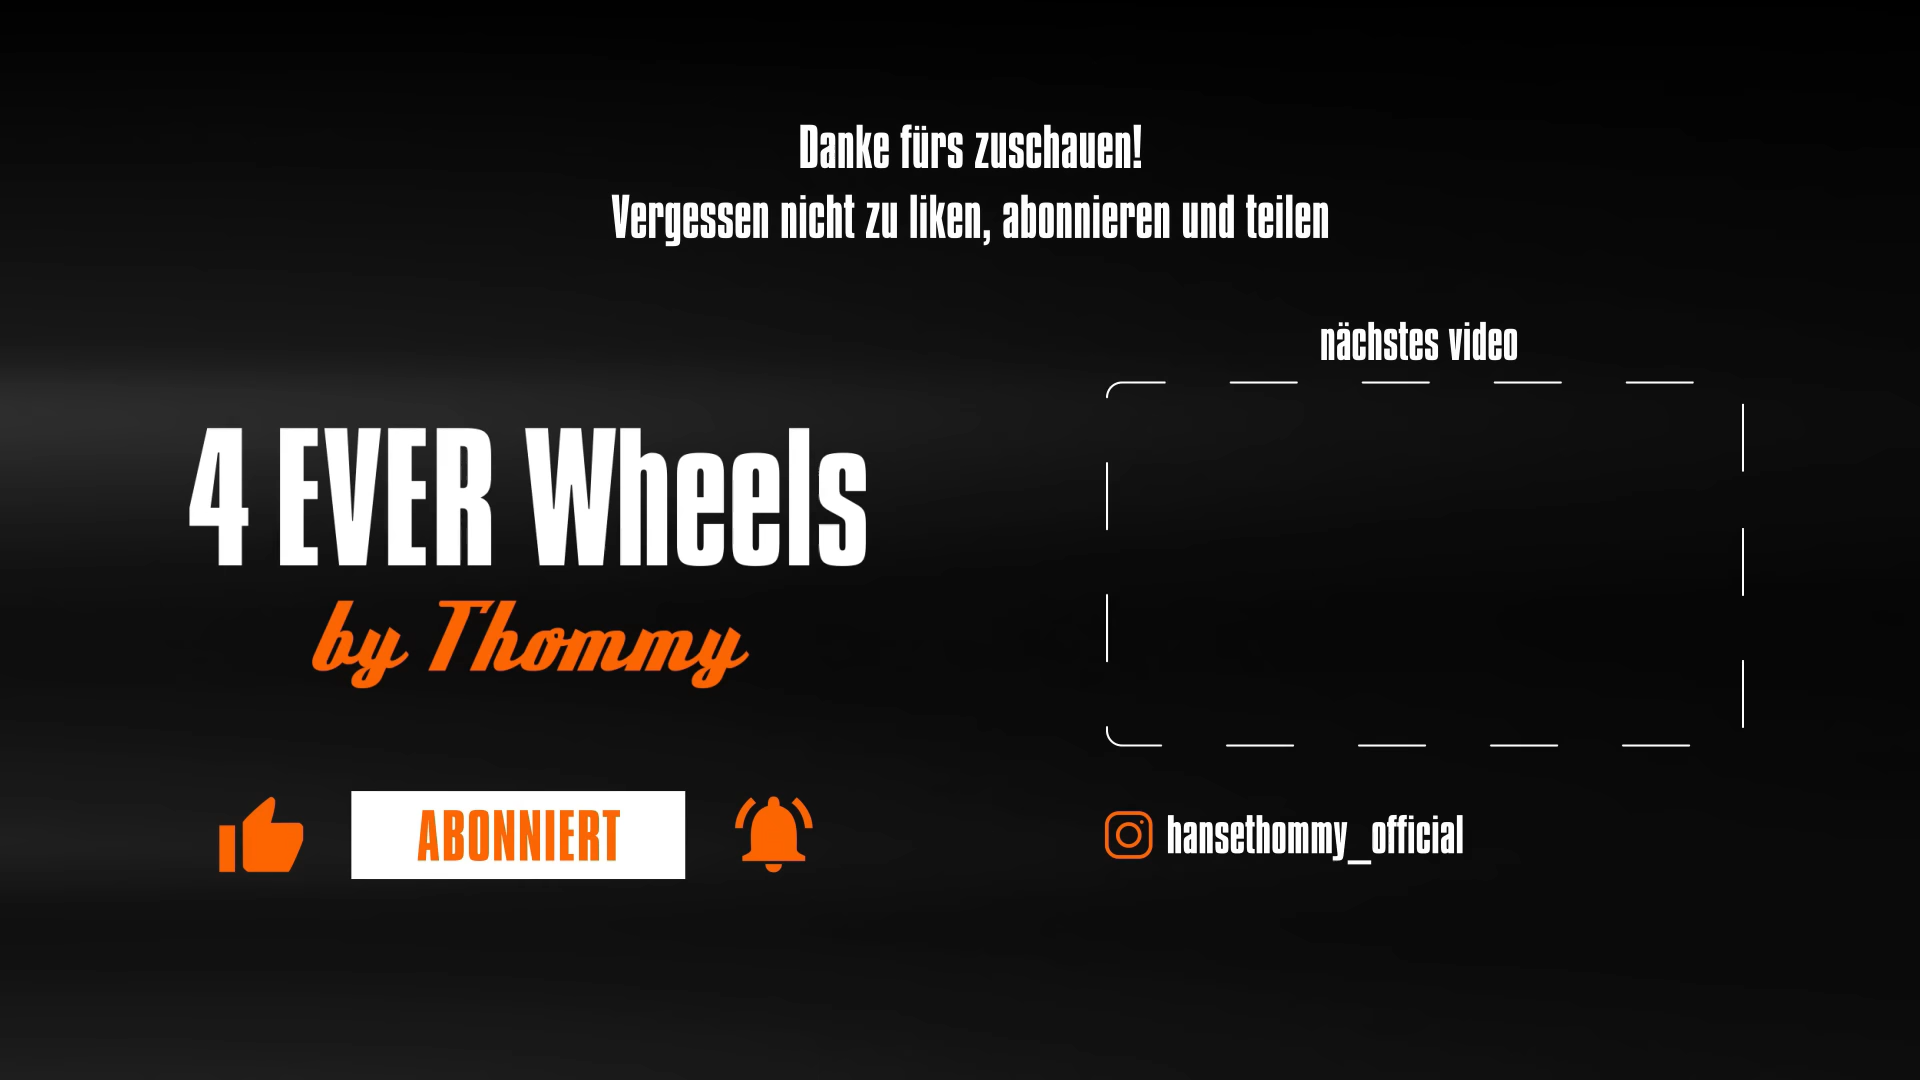 Danke fürs zuschauen!
Vergessen nicht zu liken, abonnieren und teilen
nächstes video
4 EVER Wheels
by Thommy
ABONNIERT
hansethommy_official